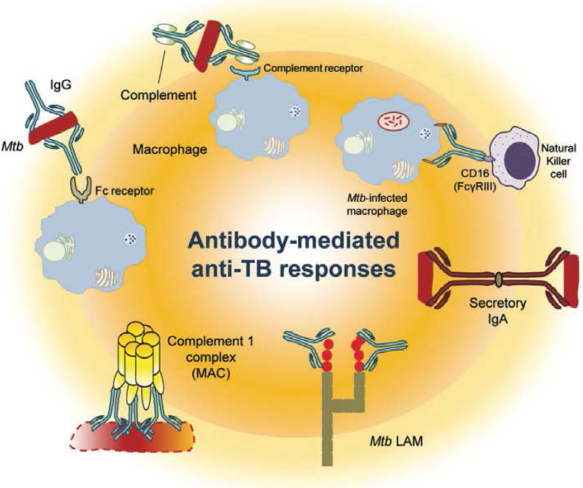 Complement receptor
IgG
Complement
Mtb
Macrophage
Natural
Killer
cell
CD16
(FcγRIII)
Fc receptor
Mtb-infected
macrophage
Antibody-mediated
anti-TB responses
Secretory
IgA
Complement 1
complex
(MAC)
Mtb LAM